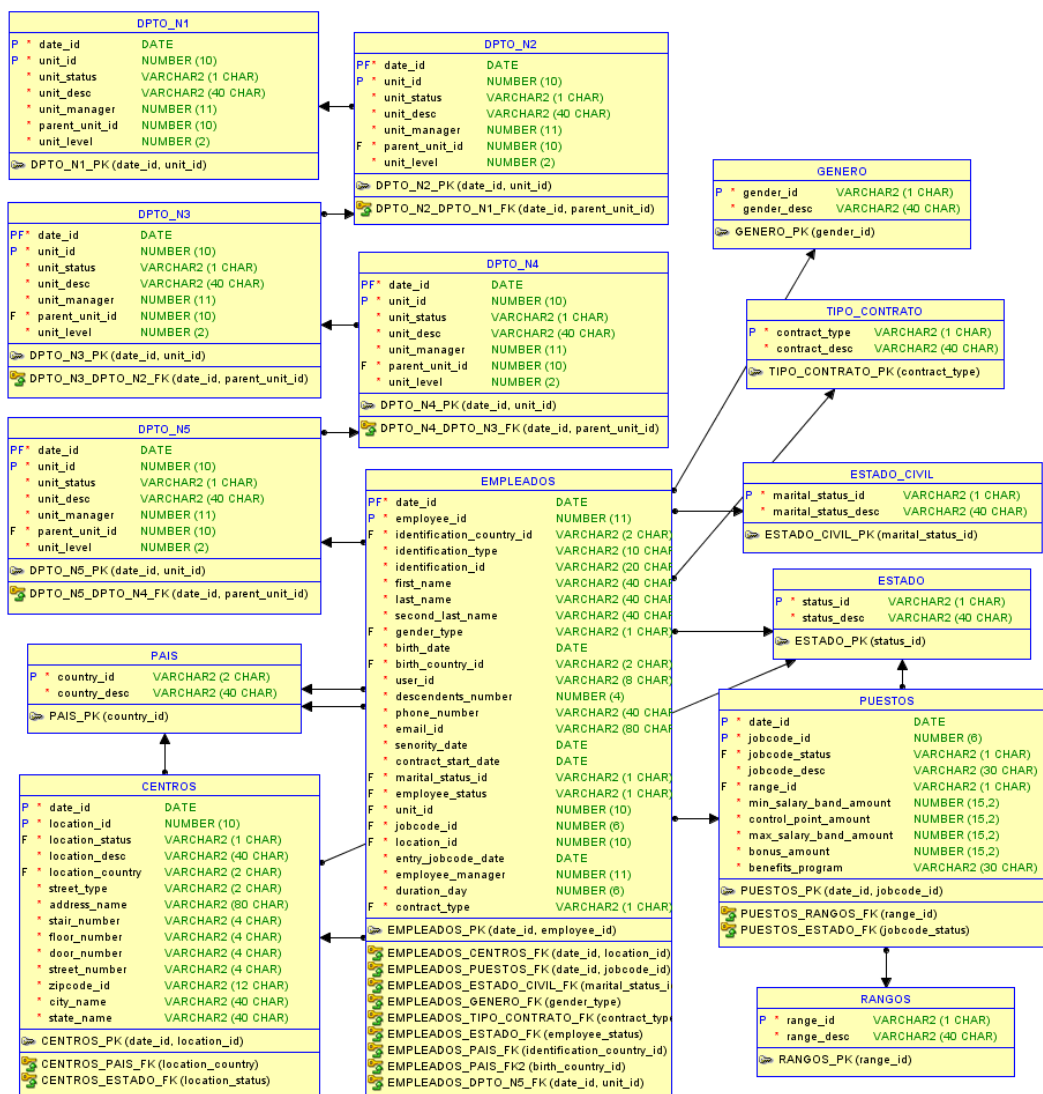 DPTO_N1
P * date_id DATE
P * unit_id NUMBER (10)
* unit_status VARCHAR2 (1 CHAR)
* unit_desc VARCHAR2 (40 CHAR)
* unit_manager NUMBER (11)
* parent_unit_id NUMBER (10)
* unit_level NUMBER (2)
DPTO_N1_PK (date_id, unit_id)
DPTO_N2
PF* date_id DATE
P * unit_id NUMBER (10)
* unit_status VARCHAR2 (1 CHAR)
* unit_desc VARCHAR2 (40 CHAR)
* unit_manager NUMBER (11)
F * parent_unit_id NUMBER (10)
* unit_level NUMBER (2)
DPTO_N2_PK (date_id, unit_id)
DPTO_N2_DPTO_N1_FK (date_id, parent_unit_id)
GENERO
P * gender_id VARCHAR2 (1 CHAR)
* gender_desc VARCHAR2 (40 CHAR)
GENERO_PK (gender_id)
DPTO_N3
PF* date_id DATE
P * unit_id NUMBER (10)
* unit_status VARCHAR2 (1 CHAR)
* unit_desc VARCHAR2 (40 CHAR)
* unit_manager NUMBER (11)
F * parent_unit_id NUMBER (10)
* unit_level NUMBER (2)
DPTO_N3_PK (date_id, unit_id)
DPTO_N3_DPTO_N2_FK (date_id, parent_unit_id)
DPTO_N4
PF* date_id DATE
P * unit_id NUMBER (10)
* unit_status VARCHAR2 (1 CHAR)
* unit_desc VARCHAR2 (40 CHAR)
* unit_manager NUMBER (11)
F * parent_unit_id NUMBER (10)
* unit_level NUMBER (2)
DPTO_N4_PK (date_id, unit_id)
DPTO_N4_DPTO_N3_FK (date_id, parent_unit_id)
TIPO_CONTRATO
P * contract_type VARCHAR2 (1 CHAR)
* contract_desc VARCHAR2 (40 CHAR)
TIPO_CONTRATO_PK (contract_type)
DPTO_N5
PF* date_id DATE
P * unit_id NUMBER (10)
* unit_status VARCHAR2 (1 CHAR)
* unit_desc VARCHAR2 (40 CHAR)
* unit_manager NUMBER (11)
F * parent_unit_id NUMBER (10)
* unit_level NUMBER (2)
DPTO_N5_PK (date_id, unit_id)
DPTO_N5_DPTO_N4_FK (date_id, parent_unit_id)
EMPLEADOS
PF* date_id DATE
P * employee_id NUMBER (11)
F * identification_country_id VARCHAR2 (2 CHAR)
* identification_type VARCHAR2 (10 CHAR
* identification_id VARCHAR2 (20 CHAR
* first_name VARCHAR2 (40 CHAR
* last_name VARCHAR2 (40 CHAR
* second_last_name VARCHAR2 (40 CHAR
F * gender_type VARCHAR2 (1 CHAR)
* birth_date DATE
F * birth_country_id VARCHAR2 (2 CHAR)
* user_id VARCHAR2 (8 CHAR)
* descendents_number NUMBER (4)
* phone_number VARCHAR2 (40 CHAR
* email_id VARCHAR2 (80 CHAR
* senority_date DATE
* contract_start_date DATE
F * marital_status_id VARCHAR2 (1 CHAR)
F * employee_status VARCHAR2 (1 CHAR)
F * unit_id NUMBER (10)
F * jobcode_id NUMBER (6)
F * location_id NUMBER (10)
* entry_jobcode_date DATE
* employee_manager NUMBER (11)
* duration_day NUMBER (6)
F * contract_type VARCHAR2 (1 CHAR)
EMPLEADOS_PK (date_id, employee_id)
EMPLEADOS_CENTROS_FK (date_id, location_id)
EMPLEADOS_PUESTOS_FK (date_id, jobcode_id)
EMPLEADOS_ESTADO_CIVIL_FK (marital_status_i
EMPLEADOS_GENERO_FK (gender_type)
EMPLEADOS_TIPO_CONTRATO_FK (contract_typ
EMPLEADOS_ESTADO_FK (employee_status)
EMPLEADOS_PAIS_FK (identification_country_id)
EMPLEADOS_PAIS_FK2 (birth_country_id)
EMPLEADOS_DPTO_N5_FK (date_id, unit_id)
ESTADO_CIVIL
P * marital_status_id VARCHAR2 (1 CHAR)
* marital_status_desc VARCHAR2 (40 CHAR)
ESTADO_CIVIL_PK (marital_status_id)
ESTADO
P * status_id VARCHAR2 (1 CHAR)
* status_desc VARCHAR2 (40 CHAR)
ESTADO_PK (status_id)
PAIS
P * country_id VARCHAR2 (2 CHAR)
* country_desc VARCHAR2 (40 CHAR)
PAIS_PK (country_id)
PUESTOS
P * date_id DATE
P * jobcode_id NUMBER (6)
F * jobcode_status VARCHAR2 (1 CHAR)
* jobcode_desc VARCHAR2 (30 CHAR)
F * range_id VARCHAR2 (1 CHAR)
* min_salary_band_amount NUMBER (15,2)
* control_point_amount NUMBER (15,2)
* max_salary_band_amount NUMBER (15,2)
* bonus_amount NUMBER (15,2)
* benefits_program VARCHAR2 (30 CHAR)
PUESTOS_PK (date_id, jobcode_id)
PUESTOS_RANGOS_FK (range_id)
PUESTOS_ESTADO_FK (jobcode_status)
CENTROS
P * date_id DATE
P * location_id NUMBER (10)
F * location_status VARCHAR2 (1 CHAR)
* location_desc VARCHAR2 (40 CHAR)
F * location_country VARCHAR2 (2 CHAR)
* street_type VARCHAR2 (2 CHAR)
* address_name VARCHAR2 (80 CHAR)
* stair_number VARCHAR2 (4 CHAR)
* floor_number VARCHAR2 (4 CHAR)
* door_number VARCHAR2 (4 CHAR)
* street_number VARCHAR2 (4 CHAR)
* zipcode_id VARCHAR2 (12 CHAR)
* city_name VARCHAR2 (40 CHAR)
* state_name VARCHAR2 (40 CHAR)
CENTROS_PK (date_id, location_id)
CENTROS_PAIS_FK (location_country)
CENTROS_ESTADO_FK (location_status)
RANGOS
P * range_id VARCHAR2 (1 CHAR)
* range_desc VARCHAR2 (40 CHAR)
RANGOS_PK (range_id)